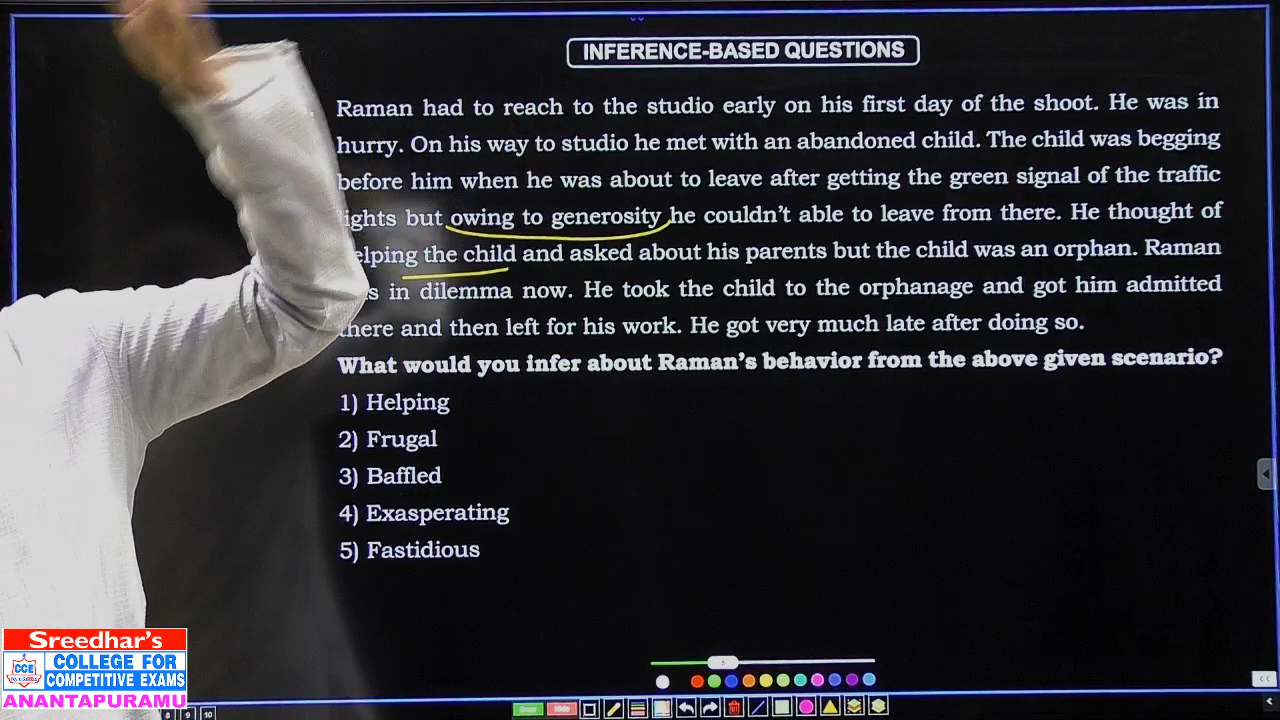 INFERENCE-BASED QUESTIONS
Raman had to reach to the studio early on his first day of the shoot. He was in
hurry. On his way to studio he met with an abandoned child. The child was begging
before him when he was about to leave after getting the green signal of the traffic
lights but owing to generosity he couldn't able to leave from there. He thought of
helping the child and asked about his parents but the child was an orphan. Raman
in dilemma now. He took the child to the orphanage and got him admitted
there and then left for his work. He got very much late after doing so.
What would you infer about Raman's behavior from the above given scenario?
1) Helping
2) Frugal
3) Baffled
4) Exasperating
5) Fastidious
Sreedhar's
CCE
COLLEGE FOR
COMPETITIVE EXAMS
ANANTAPURAMU
8 9 10